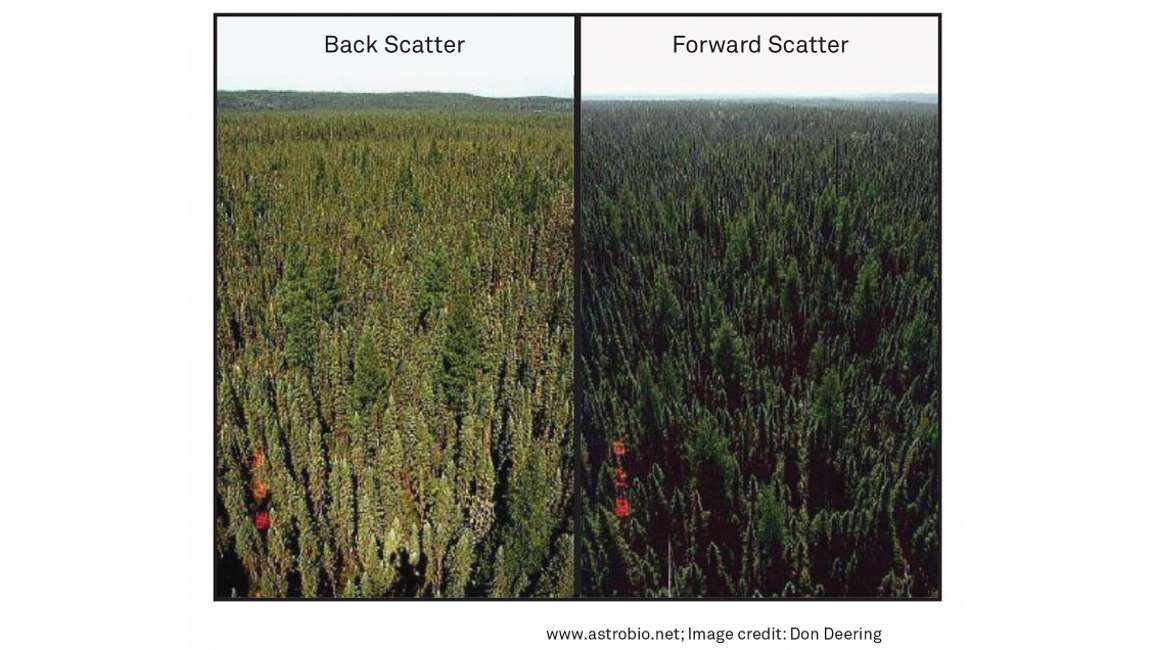 Back Scatter
Forward Scatter
www.astrobio.net; Image credit: Don Deering